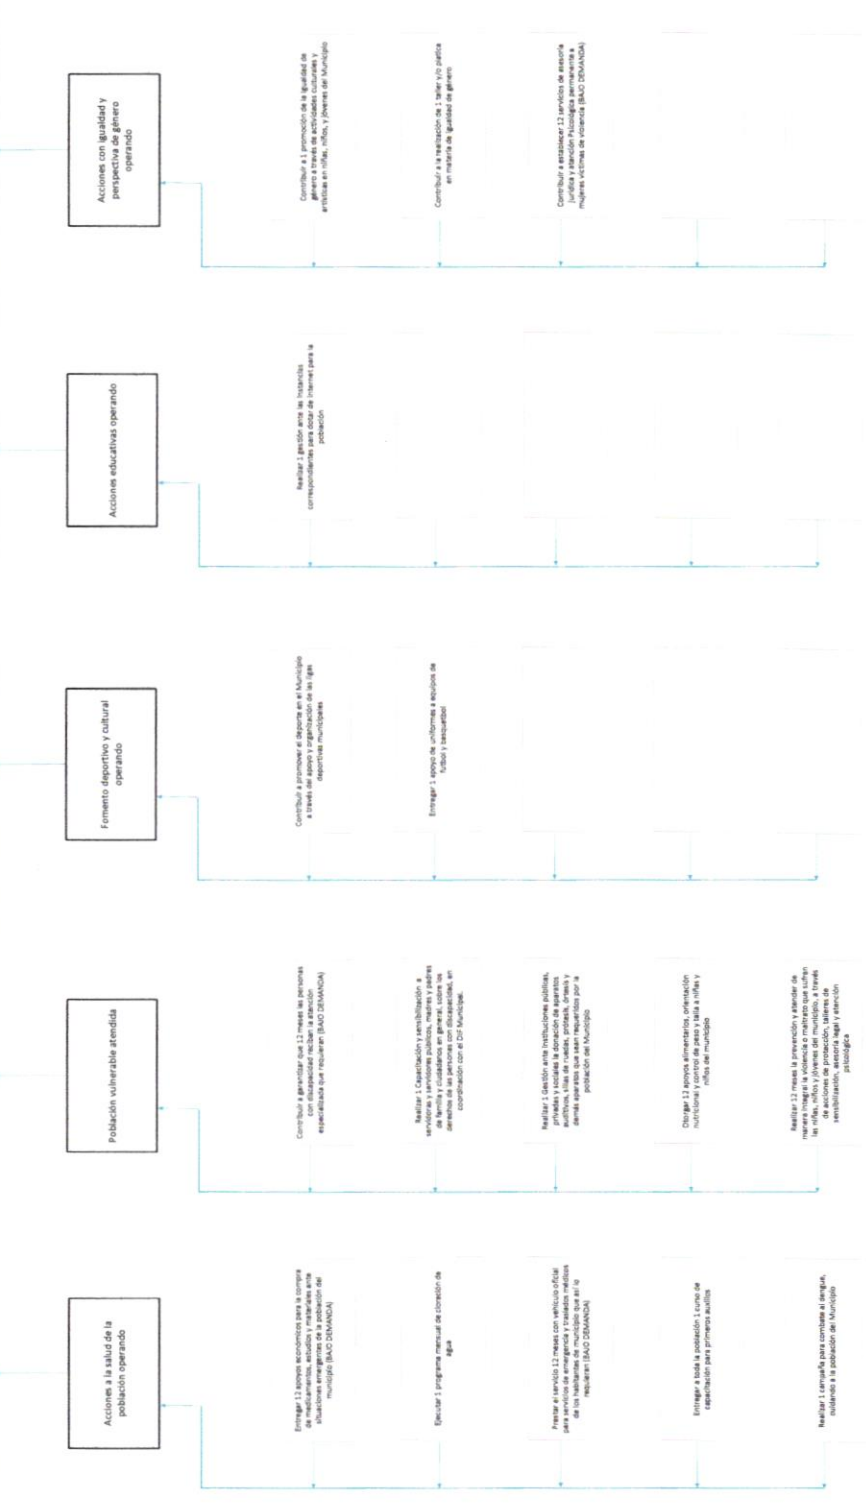 Acciones a la salud de la
población operando
Entregar 12 apoyos económicos para la compra
de medicamentos, estudios y materiales ante
situaciones emergentes de la población del
municipio (BAJO DEMANDA)
Ejecutar 1 programa mensual de cloración de
agua
Prestar el servicio 12 meses con vehículo oficial
para servicios de emergencia y traslados médicos
de los habitantes de municipio que así lo
requieran (BAJO DEMANDA)
Entregar a toda la población 1 curso de
capacitación para primeros auxilios
Realizar 1 campaña para combate al dengue,
cuidando a la población del Municipio
Población vulnerable atendida
Contribuir a garantizar que 12 meses las personas
con discapacidad reciban la atención
especializada que requieran (BAJO DEMANDA)
Realizar 1 Capacitación y sensibilización a
servidoras y servidores públicos, madres y padres
de familia y ciudadanos en general, sobre los
derechos de las personas con discapacidad, en
coordinación con el DIF Municipal.
Realizar 1 Gestión ante Instituciones públicas,
privadas y sociales la donación de aparatos
auditivos, sillas de ruedas, prótesis, órtesis y
demás aparatos que sean requeridos por la
población del Municipio
Otorgar 12 apoyos alimentarios, orientación
nutricional y control de peso y talla a niñas y
niños del municipio
Realizar 12 meses la prevención y atender de
manera integral la violencia o maltrato que sufren
las niñas, niños y jóvenes del municipio, a través
de acciones de protección, talleres de
sensibilización, asesoría legal y atención
psicológica
Fomento deportivo y cultural
operando
Contribuir a promover el deporte en el Municipio
a través del apoyo y organización de las ligas
deportivas municipales
Entregar 1 apoyo de uniformes a equipos de
futbol y basquetbol
Acciones educativas operando
Realizar 1 gestión ante las Instancias
correspondientes para dotar de Internet para la
población
Acciones con igualdad y
perspectiva de género
operando
Contribuir a 1 promoción de la igualdad de
género a través de actividades culturales y
artísticas en niñas, niños, y jóvenes del Municipio
Contribuir a la realización de 1 taller y/o platica
en materia de igualdad de género
Contribuir a establecer 12 servicios de asesoría
jurídica y atención Psicológica permanente a
mujeres víctimas de violencia (BAJO DEMANDA)